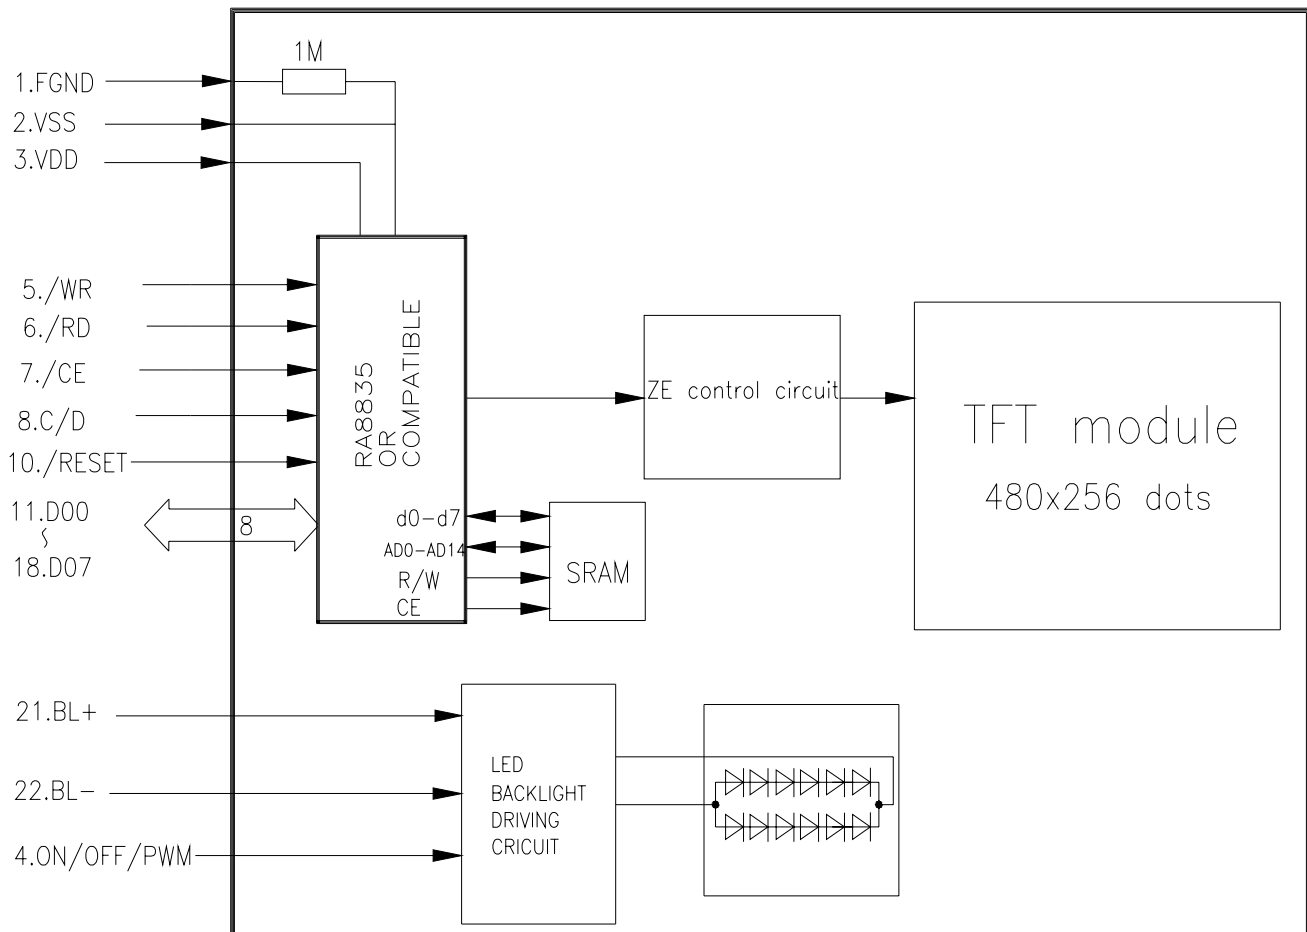 1M
1.FGND
2.VSS
3.VDD
5./WR
6./RD
7./CE
8.C/D
10./RESET
11.D00
~
18.D07
8
RA8835
OR
COMPATIBLE
d0-d7
AD0-AD14
R/W
CE
SRAM
ZE control circuit
TFT module
480x256 dots
21.BL+
22.BL-
4.ON/OFF/PWM
LED
BACKLIGHT
DRIVING
CRICUIT